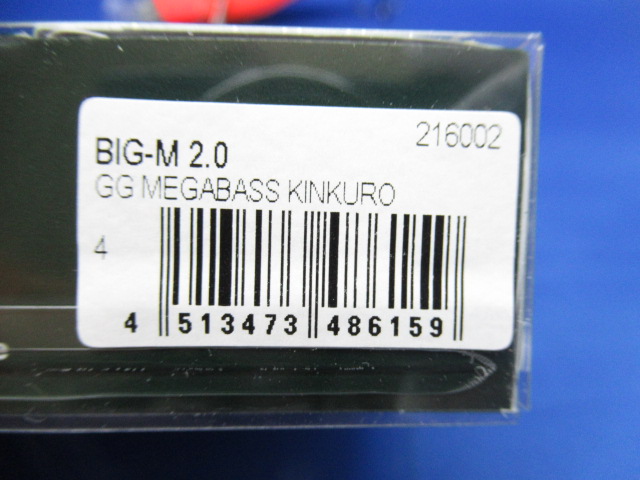 216002
BIG-M 2.0
GG MEGABASS KINKURO
4
4 513473 486159